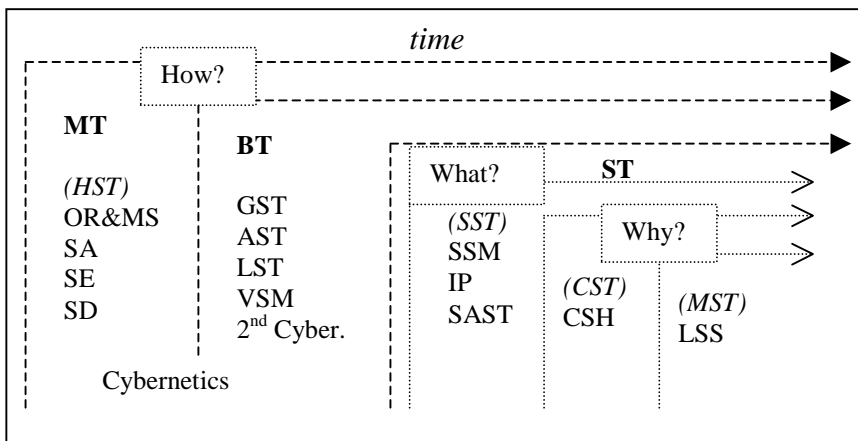 time
How?
MT
(HST)
OR&MS
SA
SE
SD
Cybernetics
BT
GST
AST
LST
VSM
2nd Cyber.
What?
ST
(SST)
SSM
IP
SAST
Why?
(CST)
CSH
(MST)
LSS